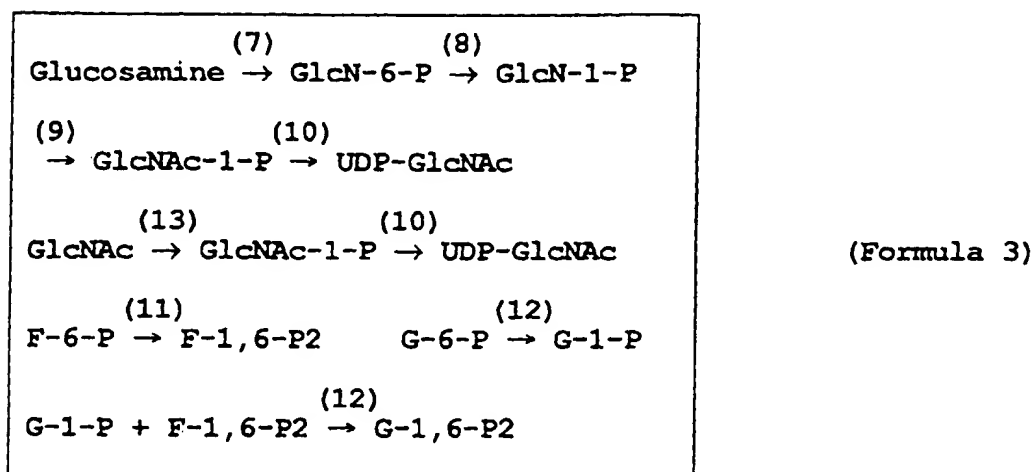 (7) (8)
Glucosamine → GlcN-6-P → GlcN-1-P
(9) (10)
→ GlcNAc-1-P → UDP-GlcNAc
(13) (10)
GlcNAc → GlcNAc-1-P → UDP-GlcNAc (Formula 3)
(11) (12)
F-6-P → F-1,6-P2 G-6-P → G-1-P
(12)
G-1-P + F-1,6-P2 → G-1,6-P2